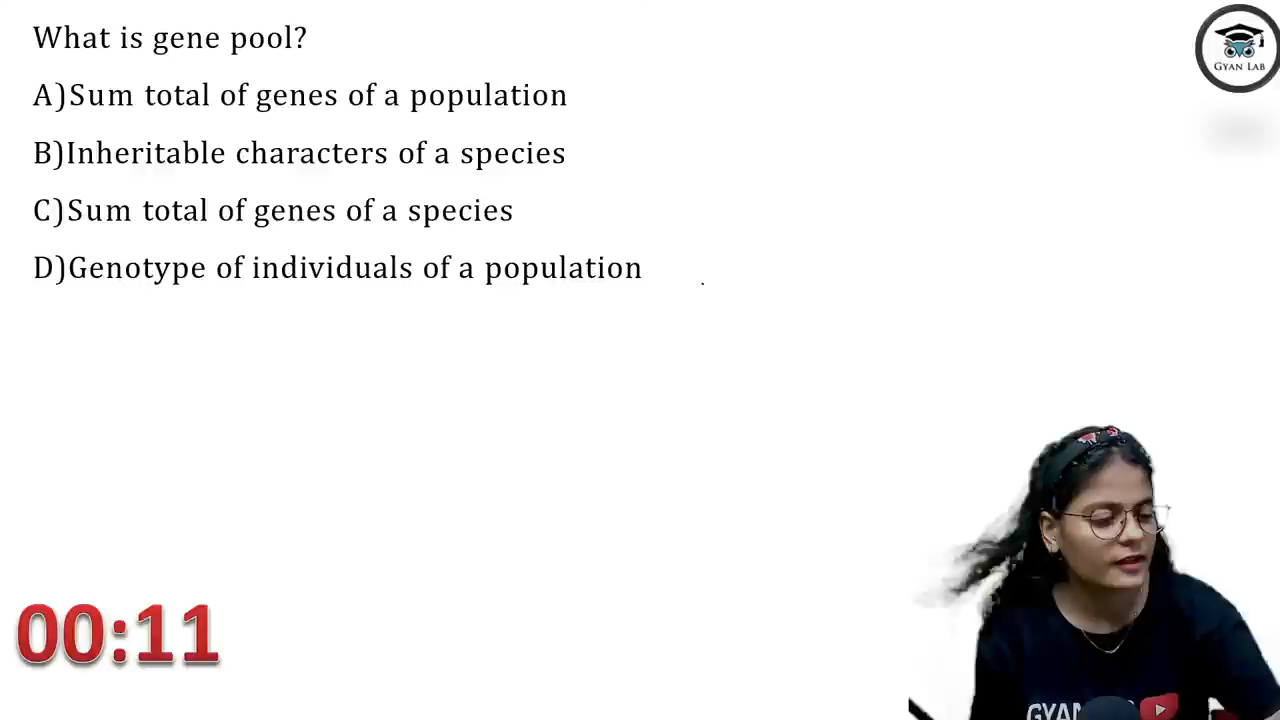 What is gene pool?
A)Sum total of genes of a population
B)Inheritable characters of a species
C)Sum total of genes of a species
D)Genotype of individuals of a population
GYAN LAB
00:11
GYAN